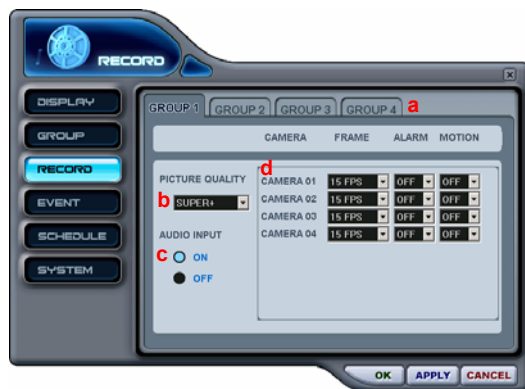 RECORD
DISPLAY
GROUP
RECORD
EVENT
SCHEDULE
SYSTEM
GROUP 1 GROUP 2 GROUP 3 GROUP 4 a
CAMERA FRAME ALARM MOTION
d
PICTURE QUALITY
b SUPER+
AUDIO INPUT
c ON
OFF
CAMERA 01 15 FPS OFF OFF
CAMERA 02 15 FPS OFF OFF
CAMERA 03 15 FPS OFF OFF
CAMERA 04 15 FPS OFF OFF
OK APPLY CANCEL